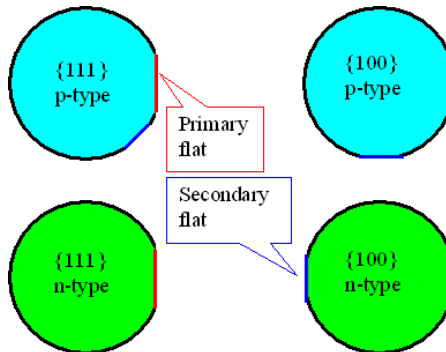 {111}
p-type
{100}
p-type
Primary
flat
Secondary
flat
{111}
n-type
{100}
n-type